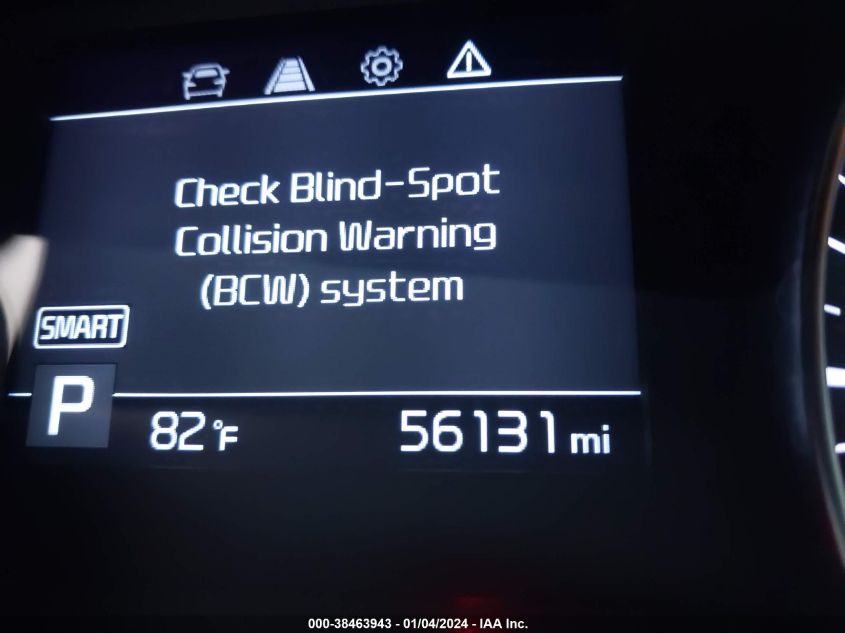 Check Blind-Spot
Collision Warning
(BCW) system
SMART
P
82°F
56131 mi
000-38463943 - 01/04/2024 - IAA Inc.